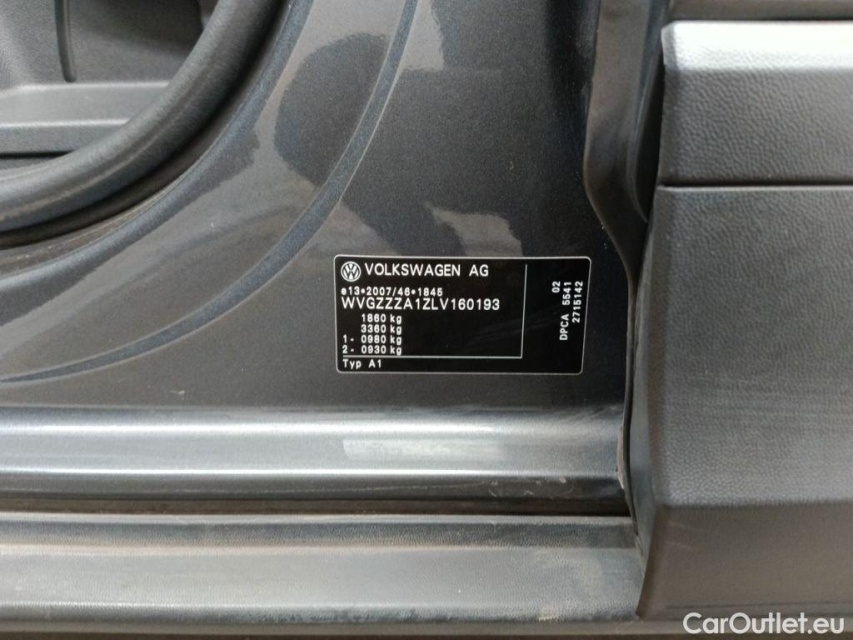 VOLKSWAGEN AG
e13*2007/46*1845
WVGZZZA1ZLV160193
1860 kg
3360 kg
1- 0980 kg
2- 0930 kg
Typ A1
02
DPCA 5541
2715142
CarOutlet.eu